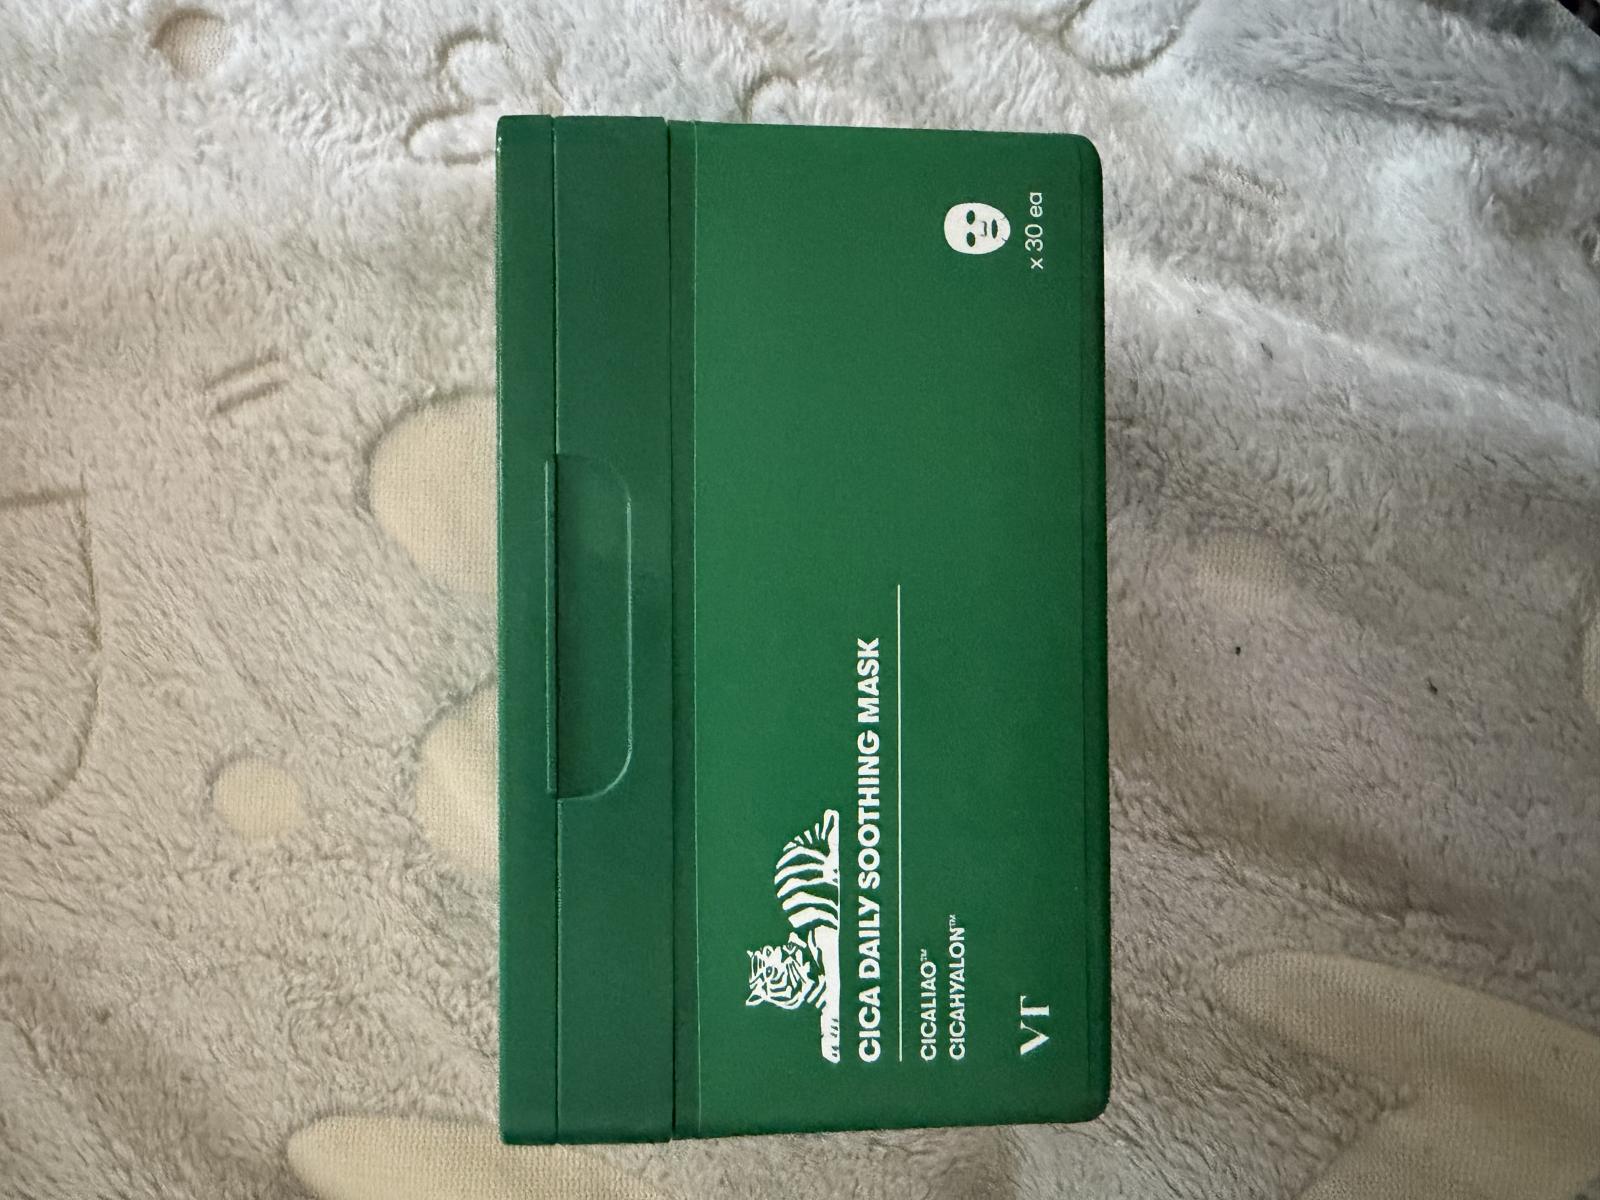 CICA DAILY SOOTHING MASK
CICALIAO™
CICAHYALON™
VT
x 30 ea